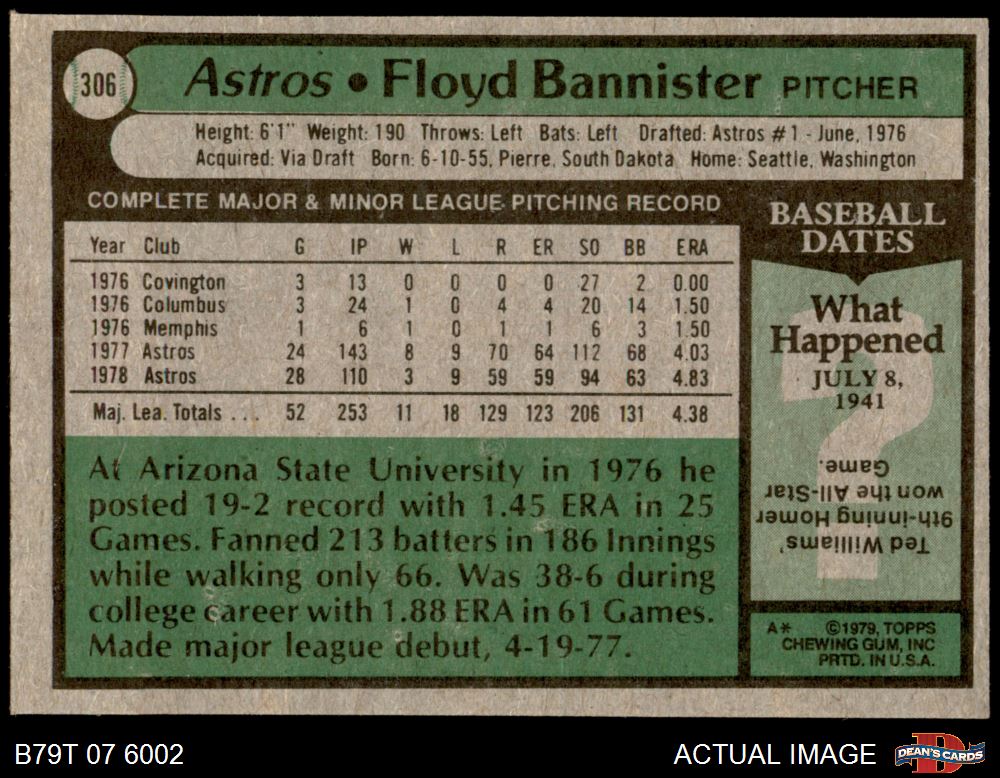 306
Astros • Floyd Bannister PITCHER
Height: 6'1" Weight: 190 Throws: Left Bats: Left Drafted: Astros #1 - June, 1976
Acquired: Via Draft Born: 6-10-55, Pierre, South Dakota Home: Seattle, Washington
COMPLETE MAJOR & MINOR LEAGUE PITCHING RECORD
Year Club G IP W L R ER SO BB ERA
1976 Covington 3 13 0 0 0 0 27 2 0.00
1976 Columbus 3 24 1 0 4 4 20 14 1.50
1976 Memphis 1 6 1 0 1 1 6 3 1.50
1977 Astros 24 143 8 9 70 64 112 68 4.03
1978 Astros 28 110 3 9 59 59 94 63 4.83
Maj. Lea. Totals . . . 52 253 11 18 129 123 206 131 4.38
At Arizona State University in 1976 he
posted 19-2 record with 1.45 ERA in 25
Games. Fanned 213 batters in 186 Innings
while walking only 66. Was 38-6 during
college career with 1.88 ERA in 61 Games.
Made major league debut, 4-19-77.
BASEBALL
DATES
What
Happened
JULY 8,
1941
?
Ted Williams'
9th-inning Homer
won the All-Star
Game.
A* ©1979, TOPPS
CHEWING GUM, INC
PRTD. IN U.S.A.
B79T 07 6002
ACTUAL IMAGE
DEAN'S CARDS